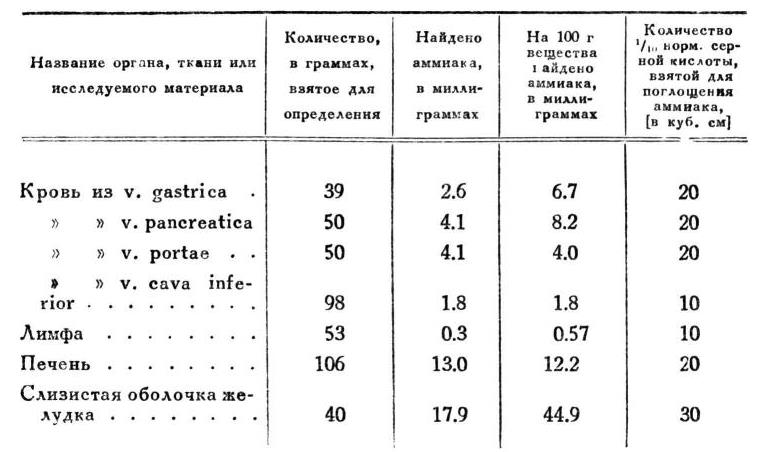 Название органа, ткани или исследуемого материала | Количество, в граммах, взятое для определения | Найдено аммиака, в миллиграммах | На 100 г вещества найдено аммиака, в миллиграммах | Количество 1/10 норм. серной кислоты, взятой для поглощения аммиака, [в куб. см]
Кровь из v. gastrica . 39 2.6 6.7 20
» » v. pancreatica 50 4.1 8.2 20
» » v. portae . . 50 4.1 4.0 20
» » v. cava infe-
rior . . . . . . . . . 98 1.8 1.8 10
Лимфа . . . . . . . . 53 0.3 0.57 10
Печень . . . . . . . . 106 13.0 12.2 20
Слизистая оболочка же-
лудка . . . . . . . . 40 17.9 44.9 30